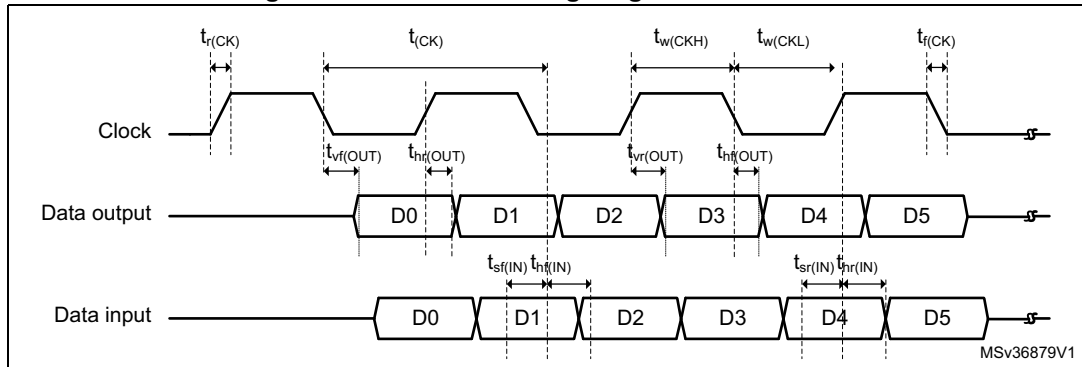 t_r(CK) t_(CK) t_w(CKH) t_w(CKL) t_f(CK)
Clock
t_vf(OUT) t_hr(OUT) t_vr(OUT) t_hf(OUT)
Data output D0 D1 D2 D3 D4 D5
t_sf(IN) t_hf(IN) t_sr(IN) t_hr(IN)
Data input D0 D1 D2 D3 D4 D5
MSv36879V1